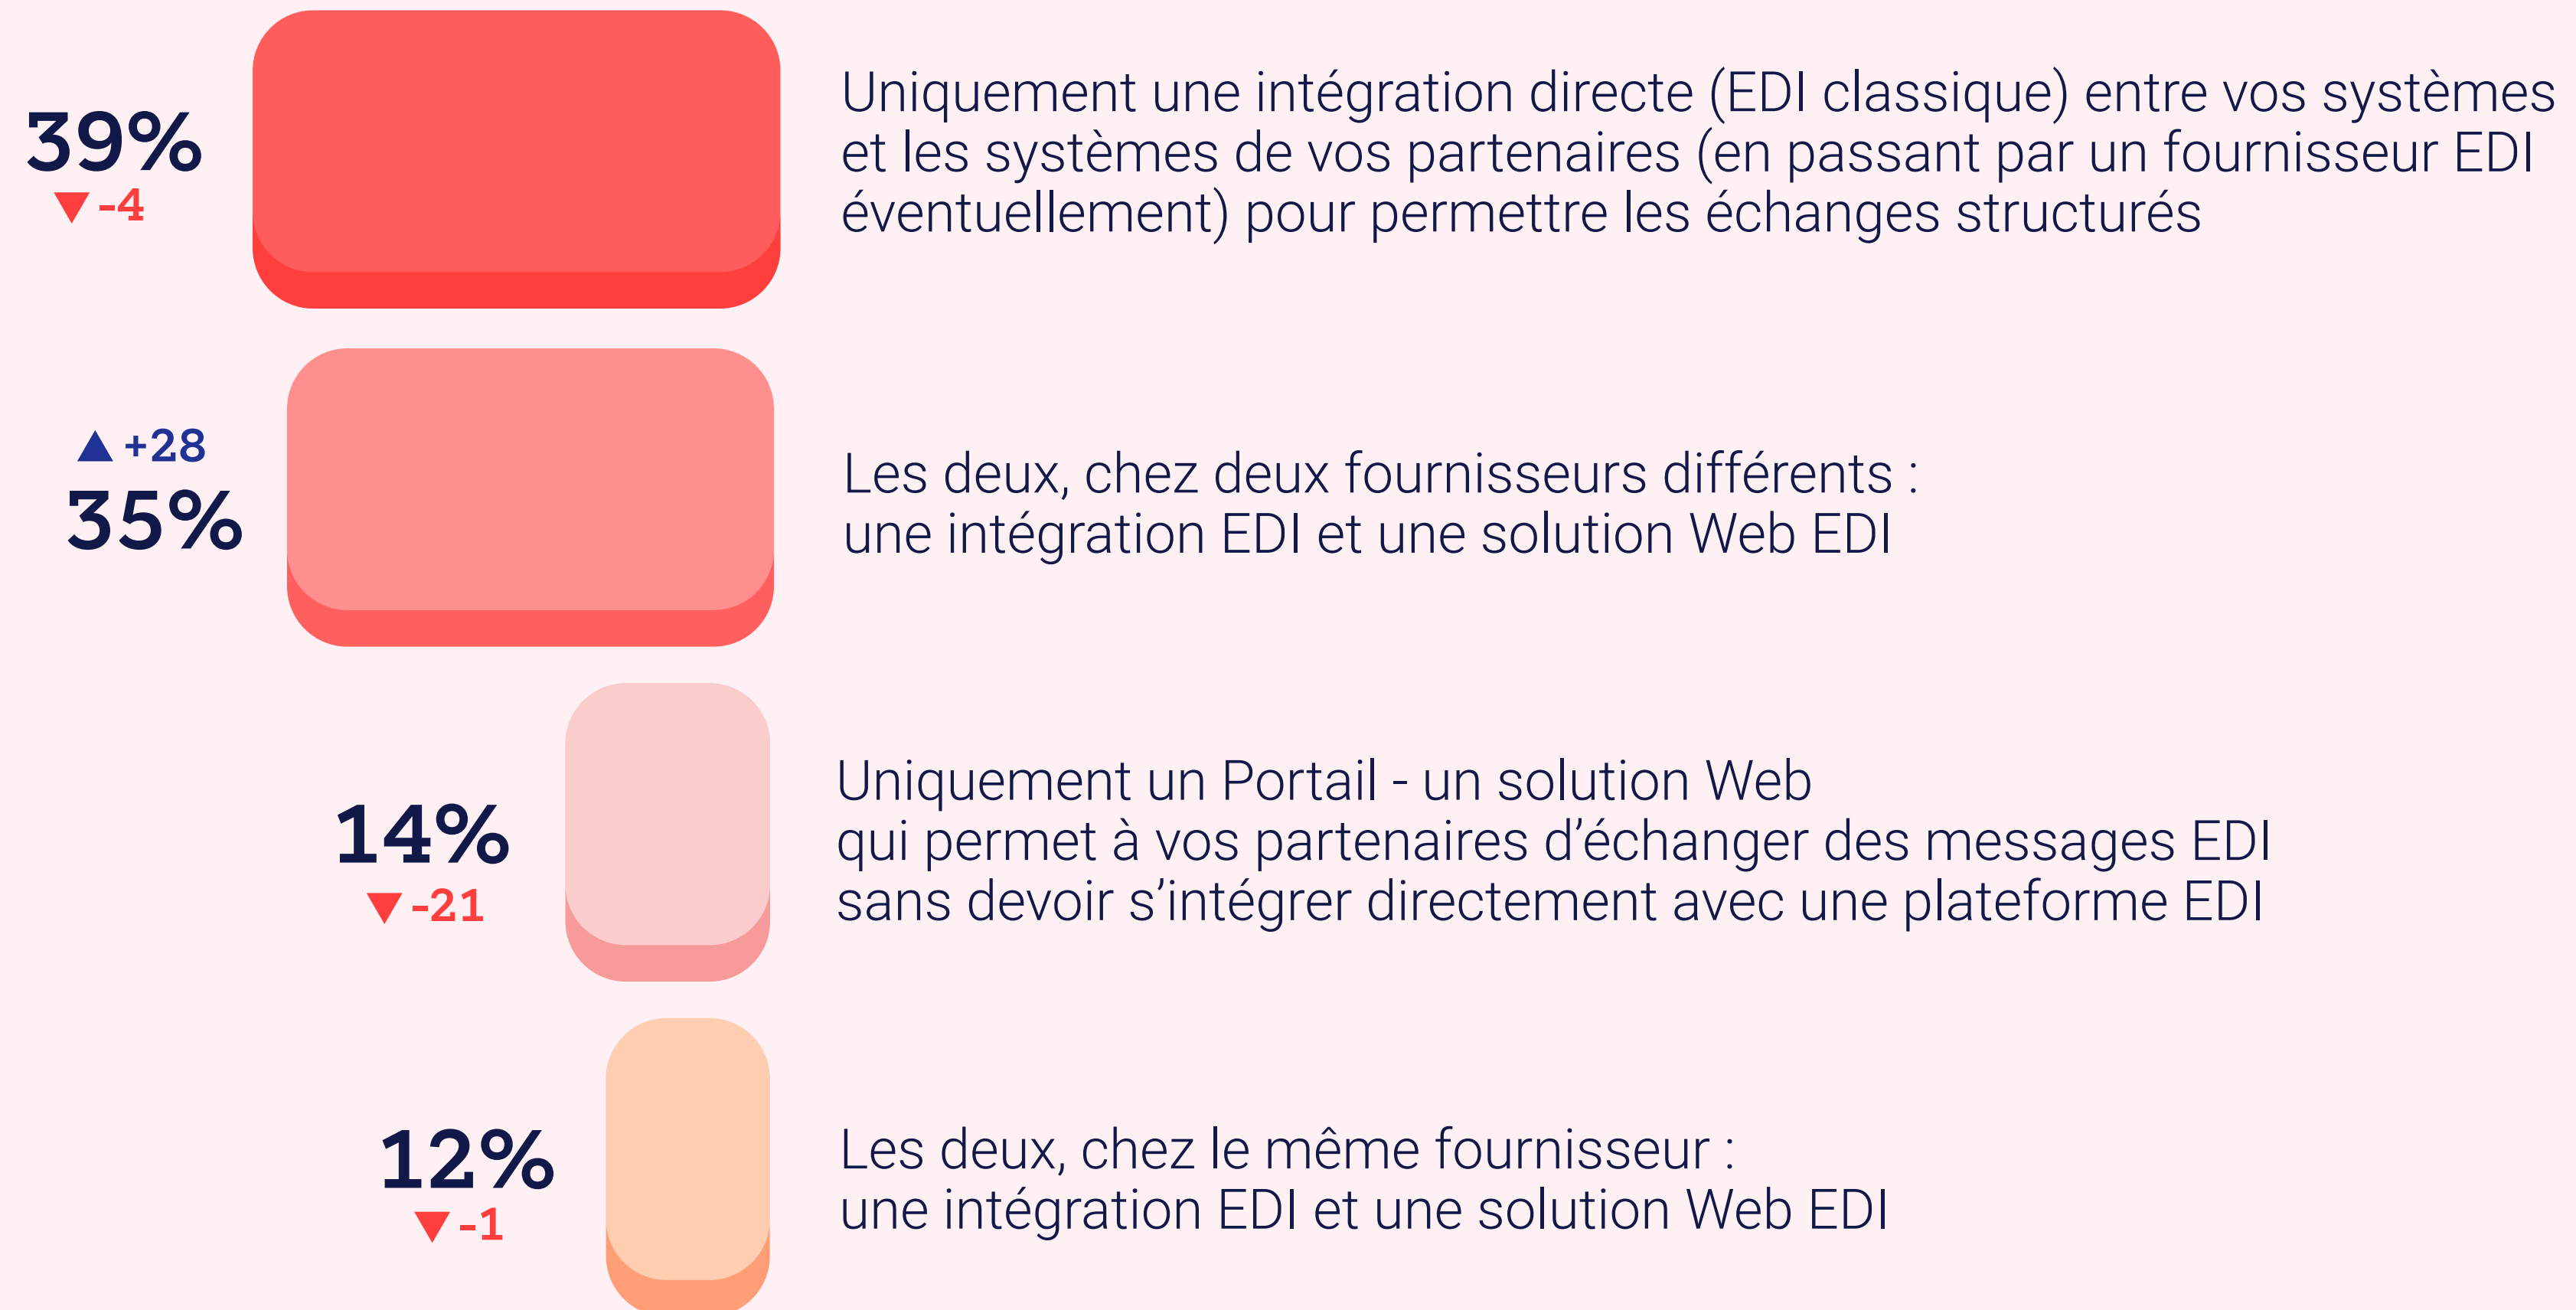 39%
▼ -4
Uniquement une intégration directe (EDI classique) entre vos systèmes
et les systèmes de vos partenaires (en passant par un fournisseur EDI
éventuellement) pour permettre les échanges structurés
▲ +28
35%
Les deux, chez deux fournisseurs différents :
une intégration EDI et une solution Web EDI
14%
▼ -21
Uniquement un Portail - un solution Web
qui permet à vos partenaires d’échanger des messages EDI
sans devoir s’intégrer directement avec une plateforme EDI
12%
▼ -1
Les deux, chez le même fournisseur :
une intégration EDI et une solution Web EDI